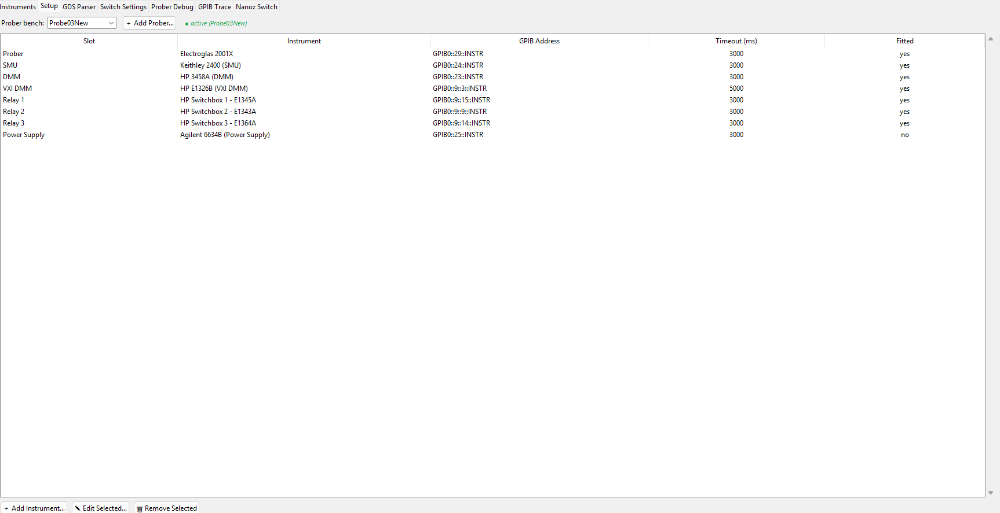 Instruments Setup GDS Parser Switch Settings Prober Debug GPIB Trace Nanoz Switch
Prober bench: Probe03New + Add Prober... ● active (Probe03New)
Slot Instrument GPIB Address Timeout (ms) Fitted
Prober Electroglas 2001X GPIB0::29::INSTR 3000 yes
SMU Keithley 2400 (SMU) GPIB0::24::INSTR 3000 yes
DMM HP 3458A (DMM) GPIB0::23::INSTR 3000 yes
VXI DMM HP E1326B (VXI DMM) GPIB0::9::3::INSTR 5000 yes
Relay 1 HP Switchbox 1 - E1345A GPIB0::9::15::INSTR 3000 yes
Relay 2 HP Switchbox 2 - E1343A GPIB0::9::9::INSTR 3000 yes
Relay 3 HP Switchbox 3 - E1364A GPIB0::9::14::INSTR 3000 yes
Power Supply Agilent 6634B (Power Supply) GPIB0::25::INSTR 3000 no
+ Add Instrument... Edit Selected... Remove Selected